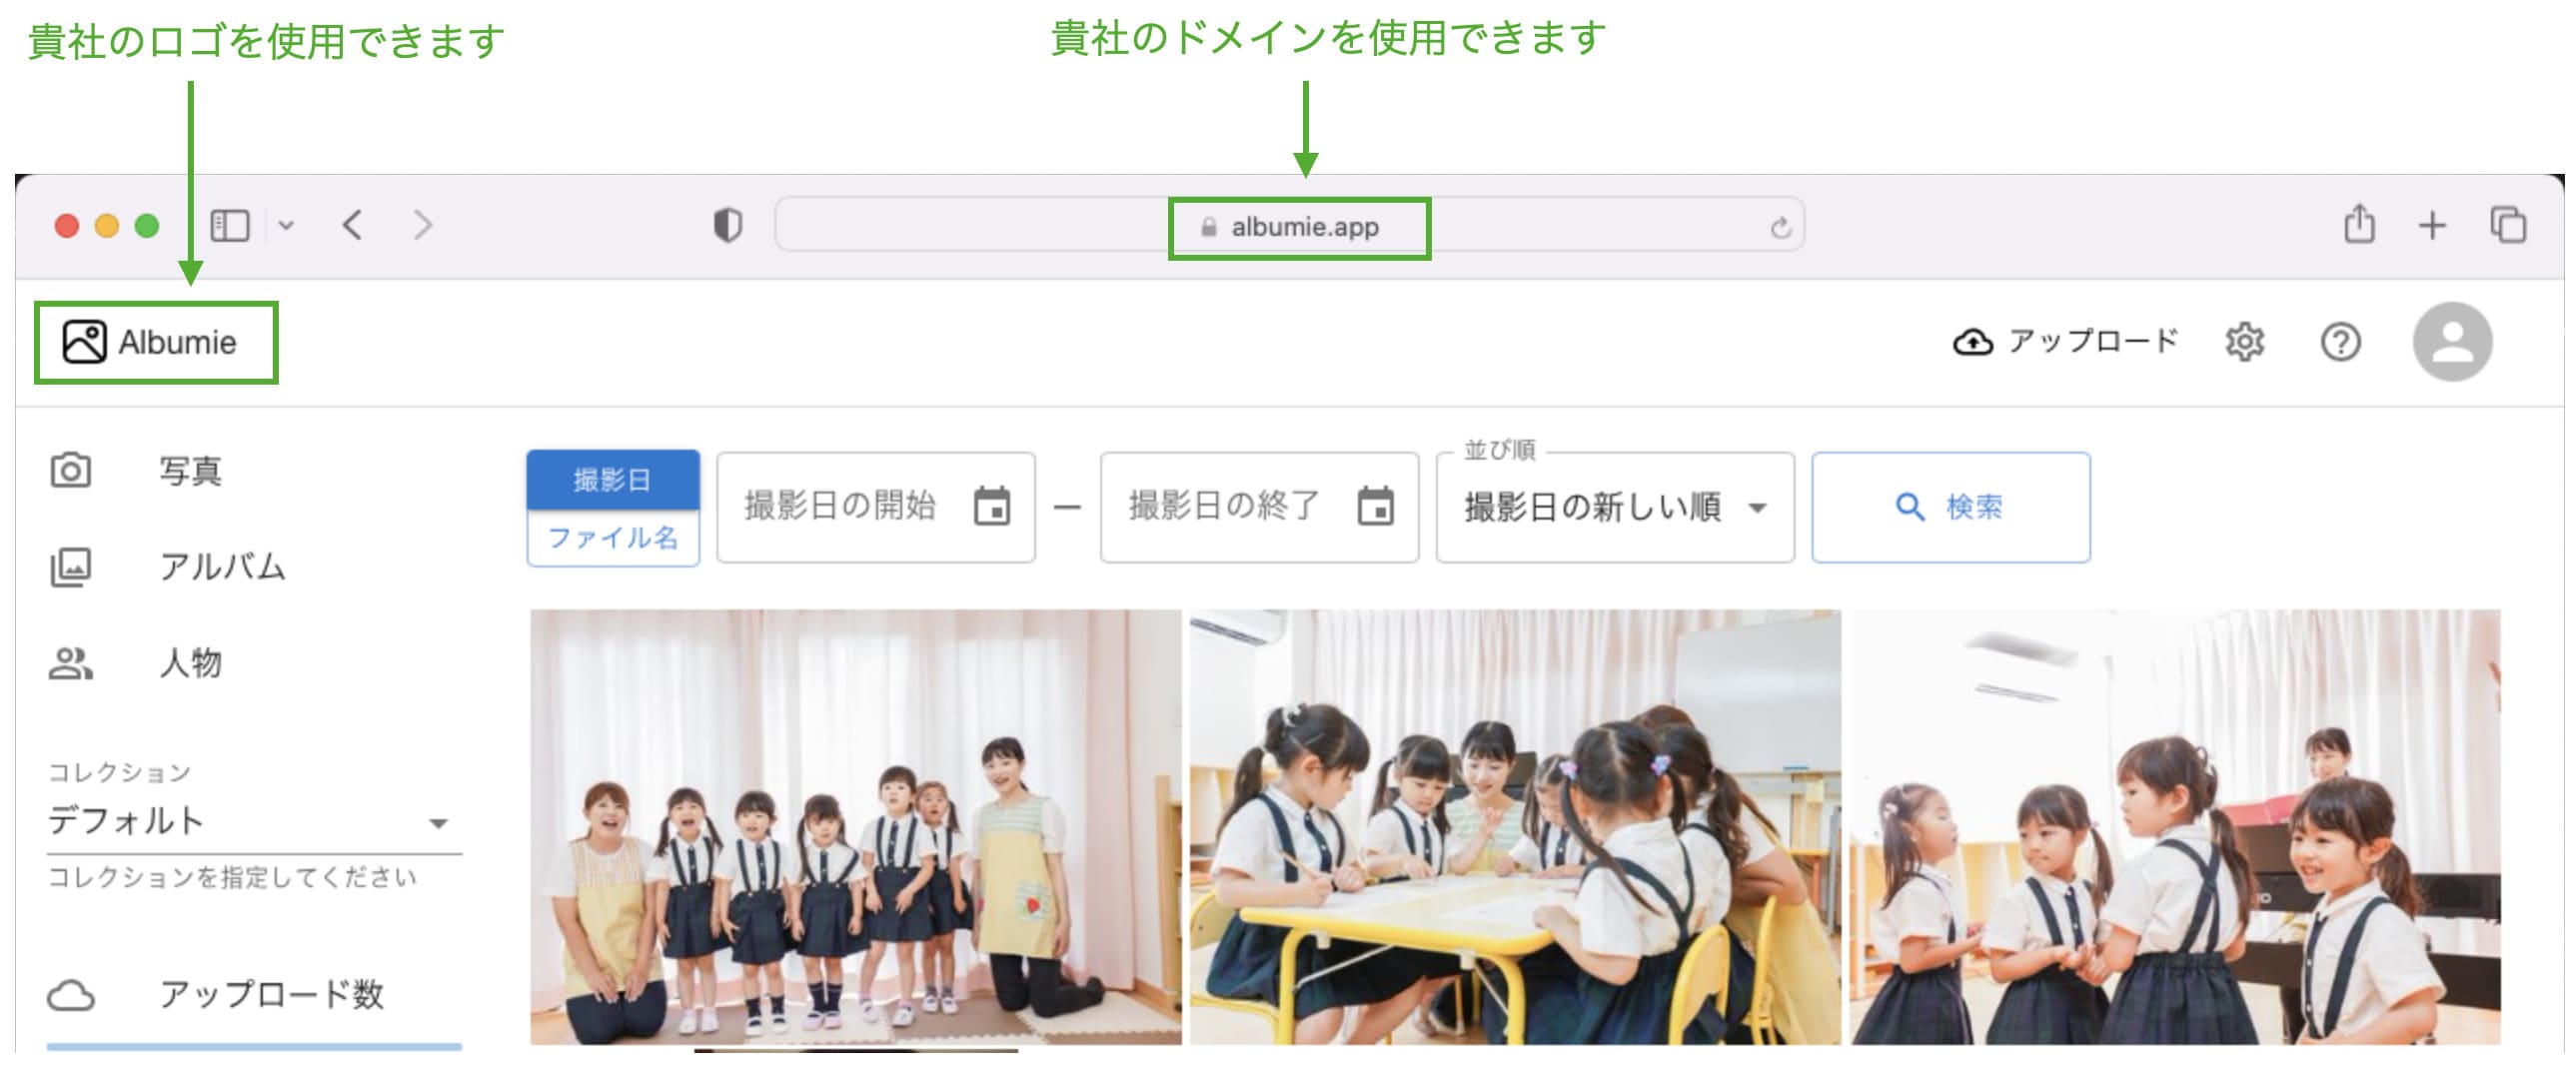 貴社のロゴを使用できます
貴社のドメインを使用できます
albumie.app
Albumie
アップロード
写真
アルバム
人物
コレクション
デフォルト
コレクションを指定してください
アップロード数
撮影日
ファイル名
撮影日の開始
—
撮影日の終了
並び順
撮影日の新しい順
検索